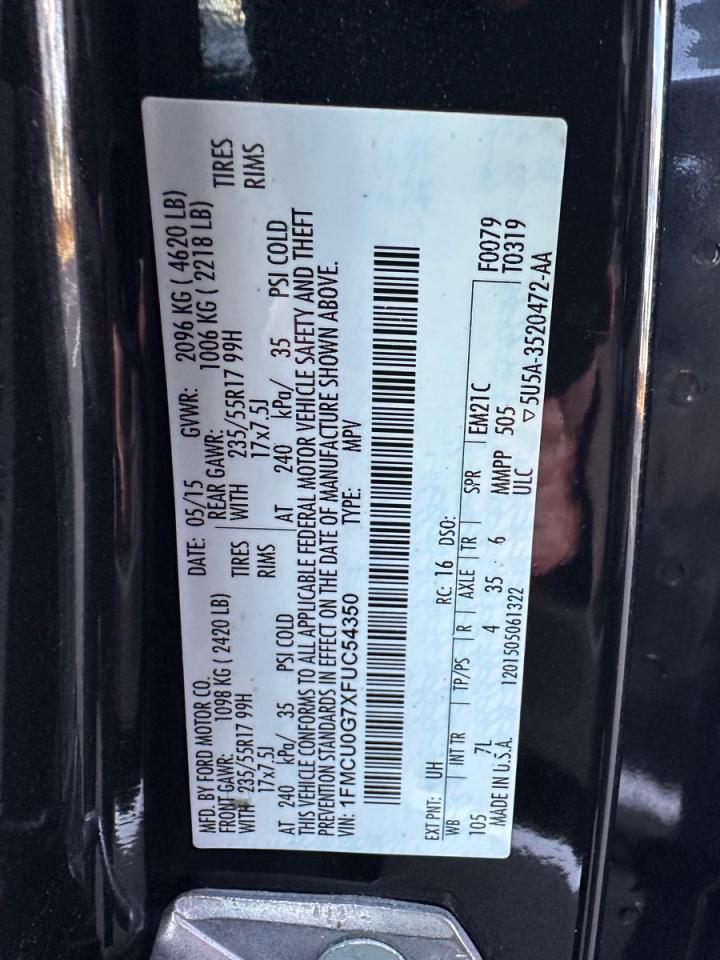 MFD. BY FORD MOTOR CO.
DATE: 05/15 GVWR: 2096 KG ( 4620 LB)
FRONT GAWR: 1098 KG ( 2420 LB) REAR GAWR: 1006 KG ( 2218 LB)
WITH 235/55R17 99H TIRES WITH 235/55R17 99H TIRES
17x7.5J RIMS 17x7.5J RIMS
AT 240 kPa/ 35 PSI COLD AT 240 kPa/ 35 PSI COLD
THIS VEHICLE CONFORMS TO ALL APPLICABLE FEDERAL MOTOR VEHICLE SAFETY AND THEFT
PREVENTION STANDARDS IN EFFECT ON THE DATE OF MANUFACTURE SHOWN ABOVE.
VIN: 1FMCU0G7XFUC54350 TYPE: MPV
EXT PNT: UH RC: 16 DSO:
WB INT TR TP/PS R AXLE TR SPR EM21C F0079
105 7L 4 35 6 MMPP 505 T0319
MADE IN U.S.A. 1201505061322 ULC ▽5U5A-3520472-AA